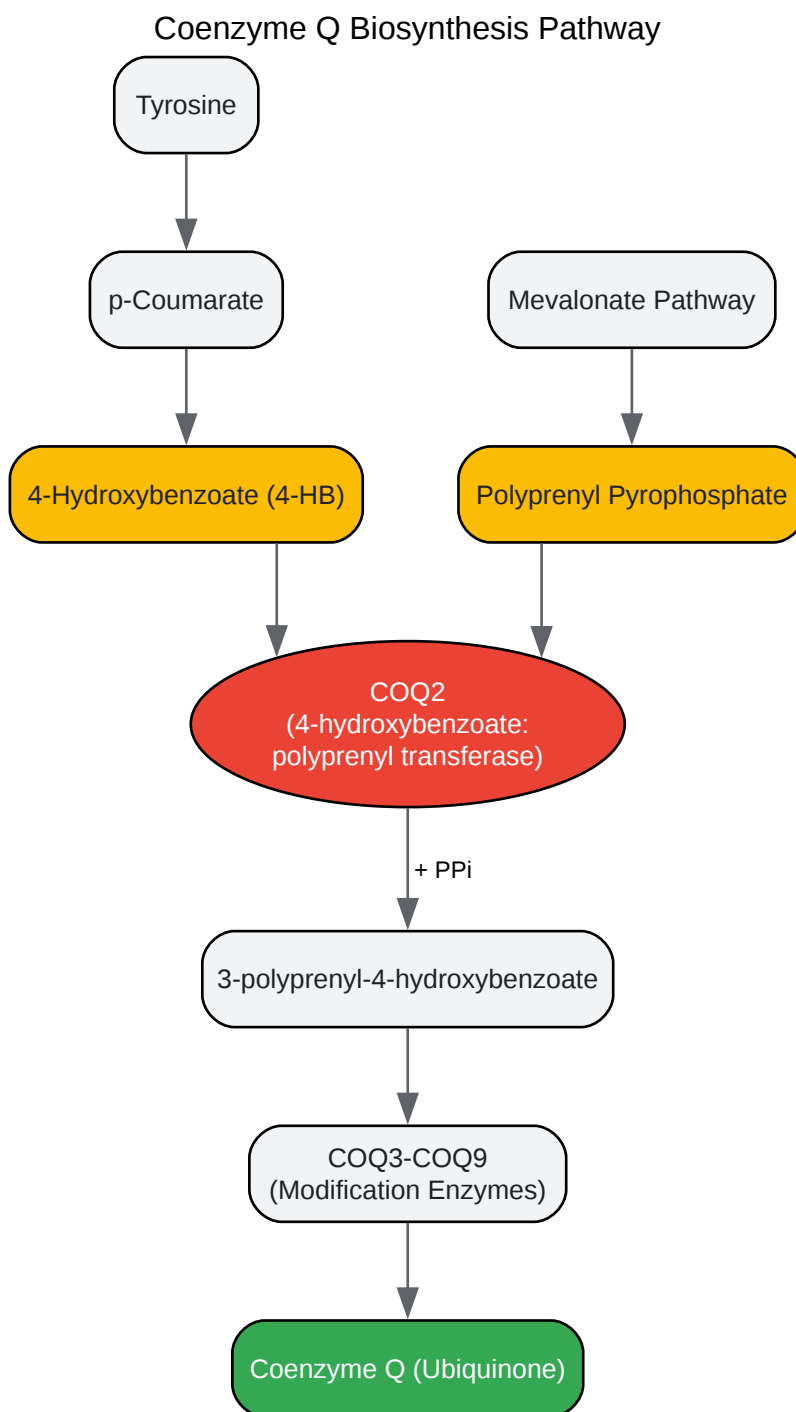 Coenzyme Q Biosynthesis Pathway
Tyrosine
p-Coumarate
Mevalonate Pathway
4-Hydroxybenzoate (4-HB)
Polyprenyl Pyrophosphate
COQ2
(4-hydroxybenzoate:
polyprenyl transferase)
+ PPi
3-polyprenyl-4-hydroxybenzoate
COQ3-COQ9
(Modification Enzymes)
Coenzyme Q (Ubiquinone)